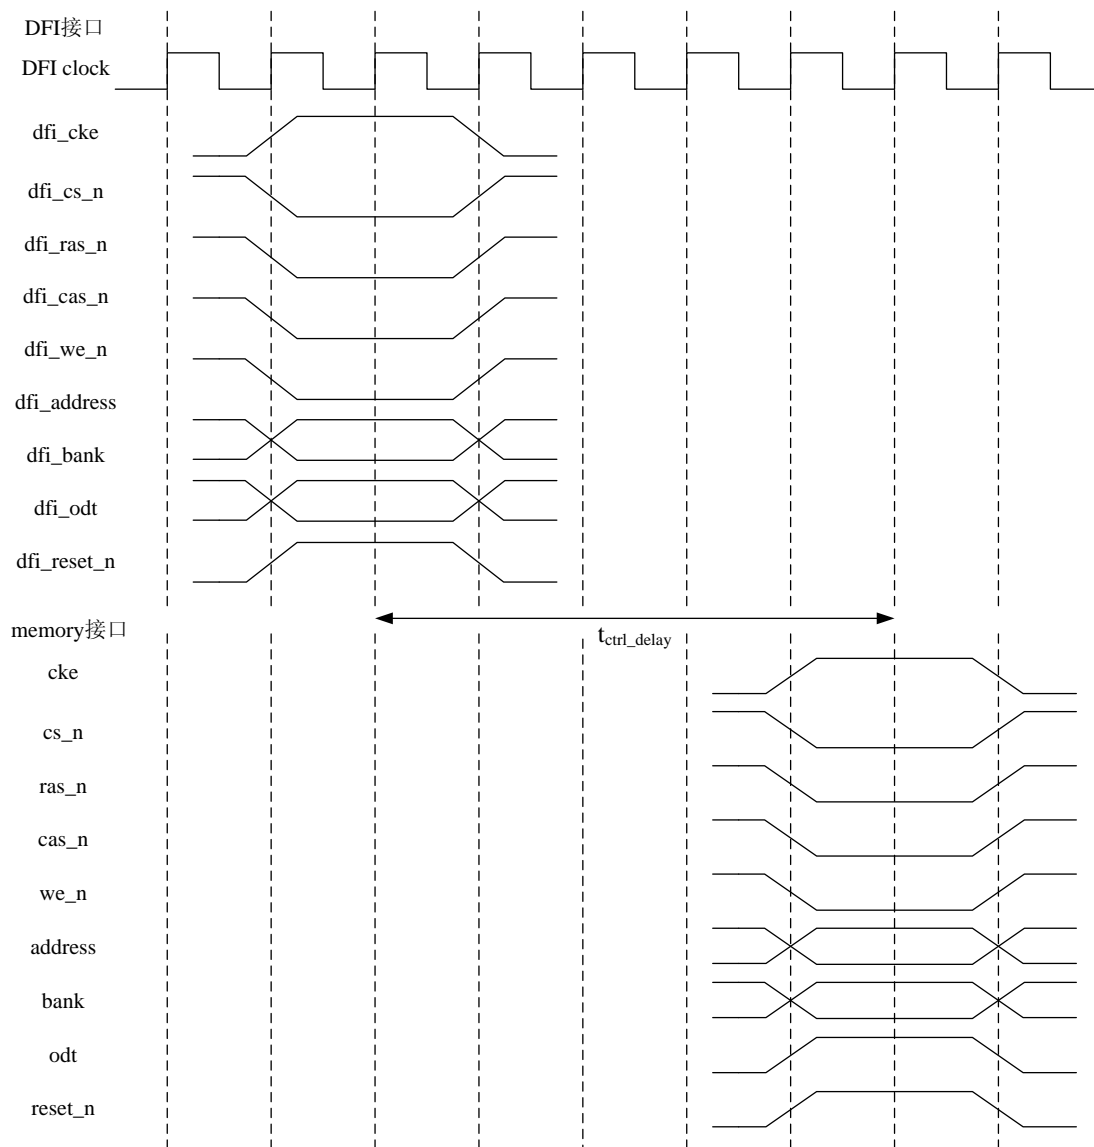 DFI接口
DFI clock
dfi_cke
dfi_cs_n
dfi_ras_n
dfi_cas_n
dfi_we_n
dfi_address
dfi_bank
dfi_odt
dfi_reset_n
memory接口
tctrl_delay
cke
cs_n
ras_n
cas_n
we_n
address
bank
odt
reset_n